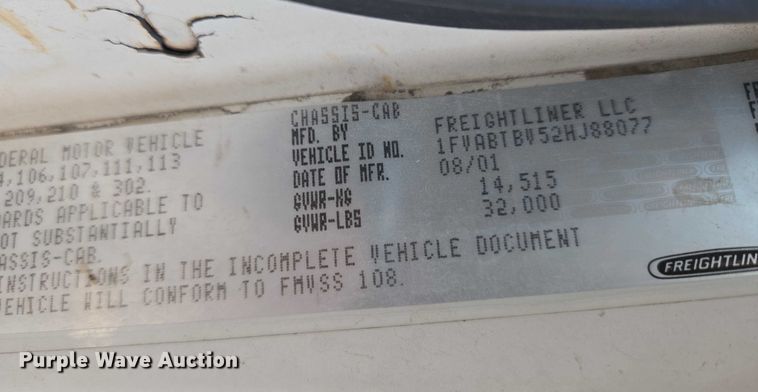 CHASSIS-CAB
MFD. BY FREIGHTLINER LLC
VEHICLE ID NO. 1FVABTBV52HJ88077
DATE OF MFR. 08/01
GVWR-KG 14,515
GVWR-LBS 32,000
DERAL MOTOR VEHICLE
4,106,107,111,113
209,210 & 302.
ARDS APPLICABLE TO
OT SUBSTANTIALLY
ASSIS-CAB.
INSTRUCTIONS IN THE INCOMPLETE VEHICLE DOCUMENT
VEHICLE WILL CONFORM TO FMVSS 108.
FREIGHTLIN
Purple Wave Auction